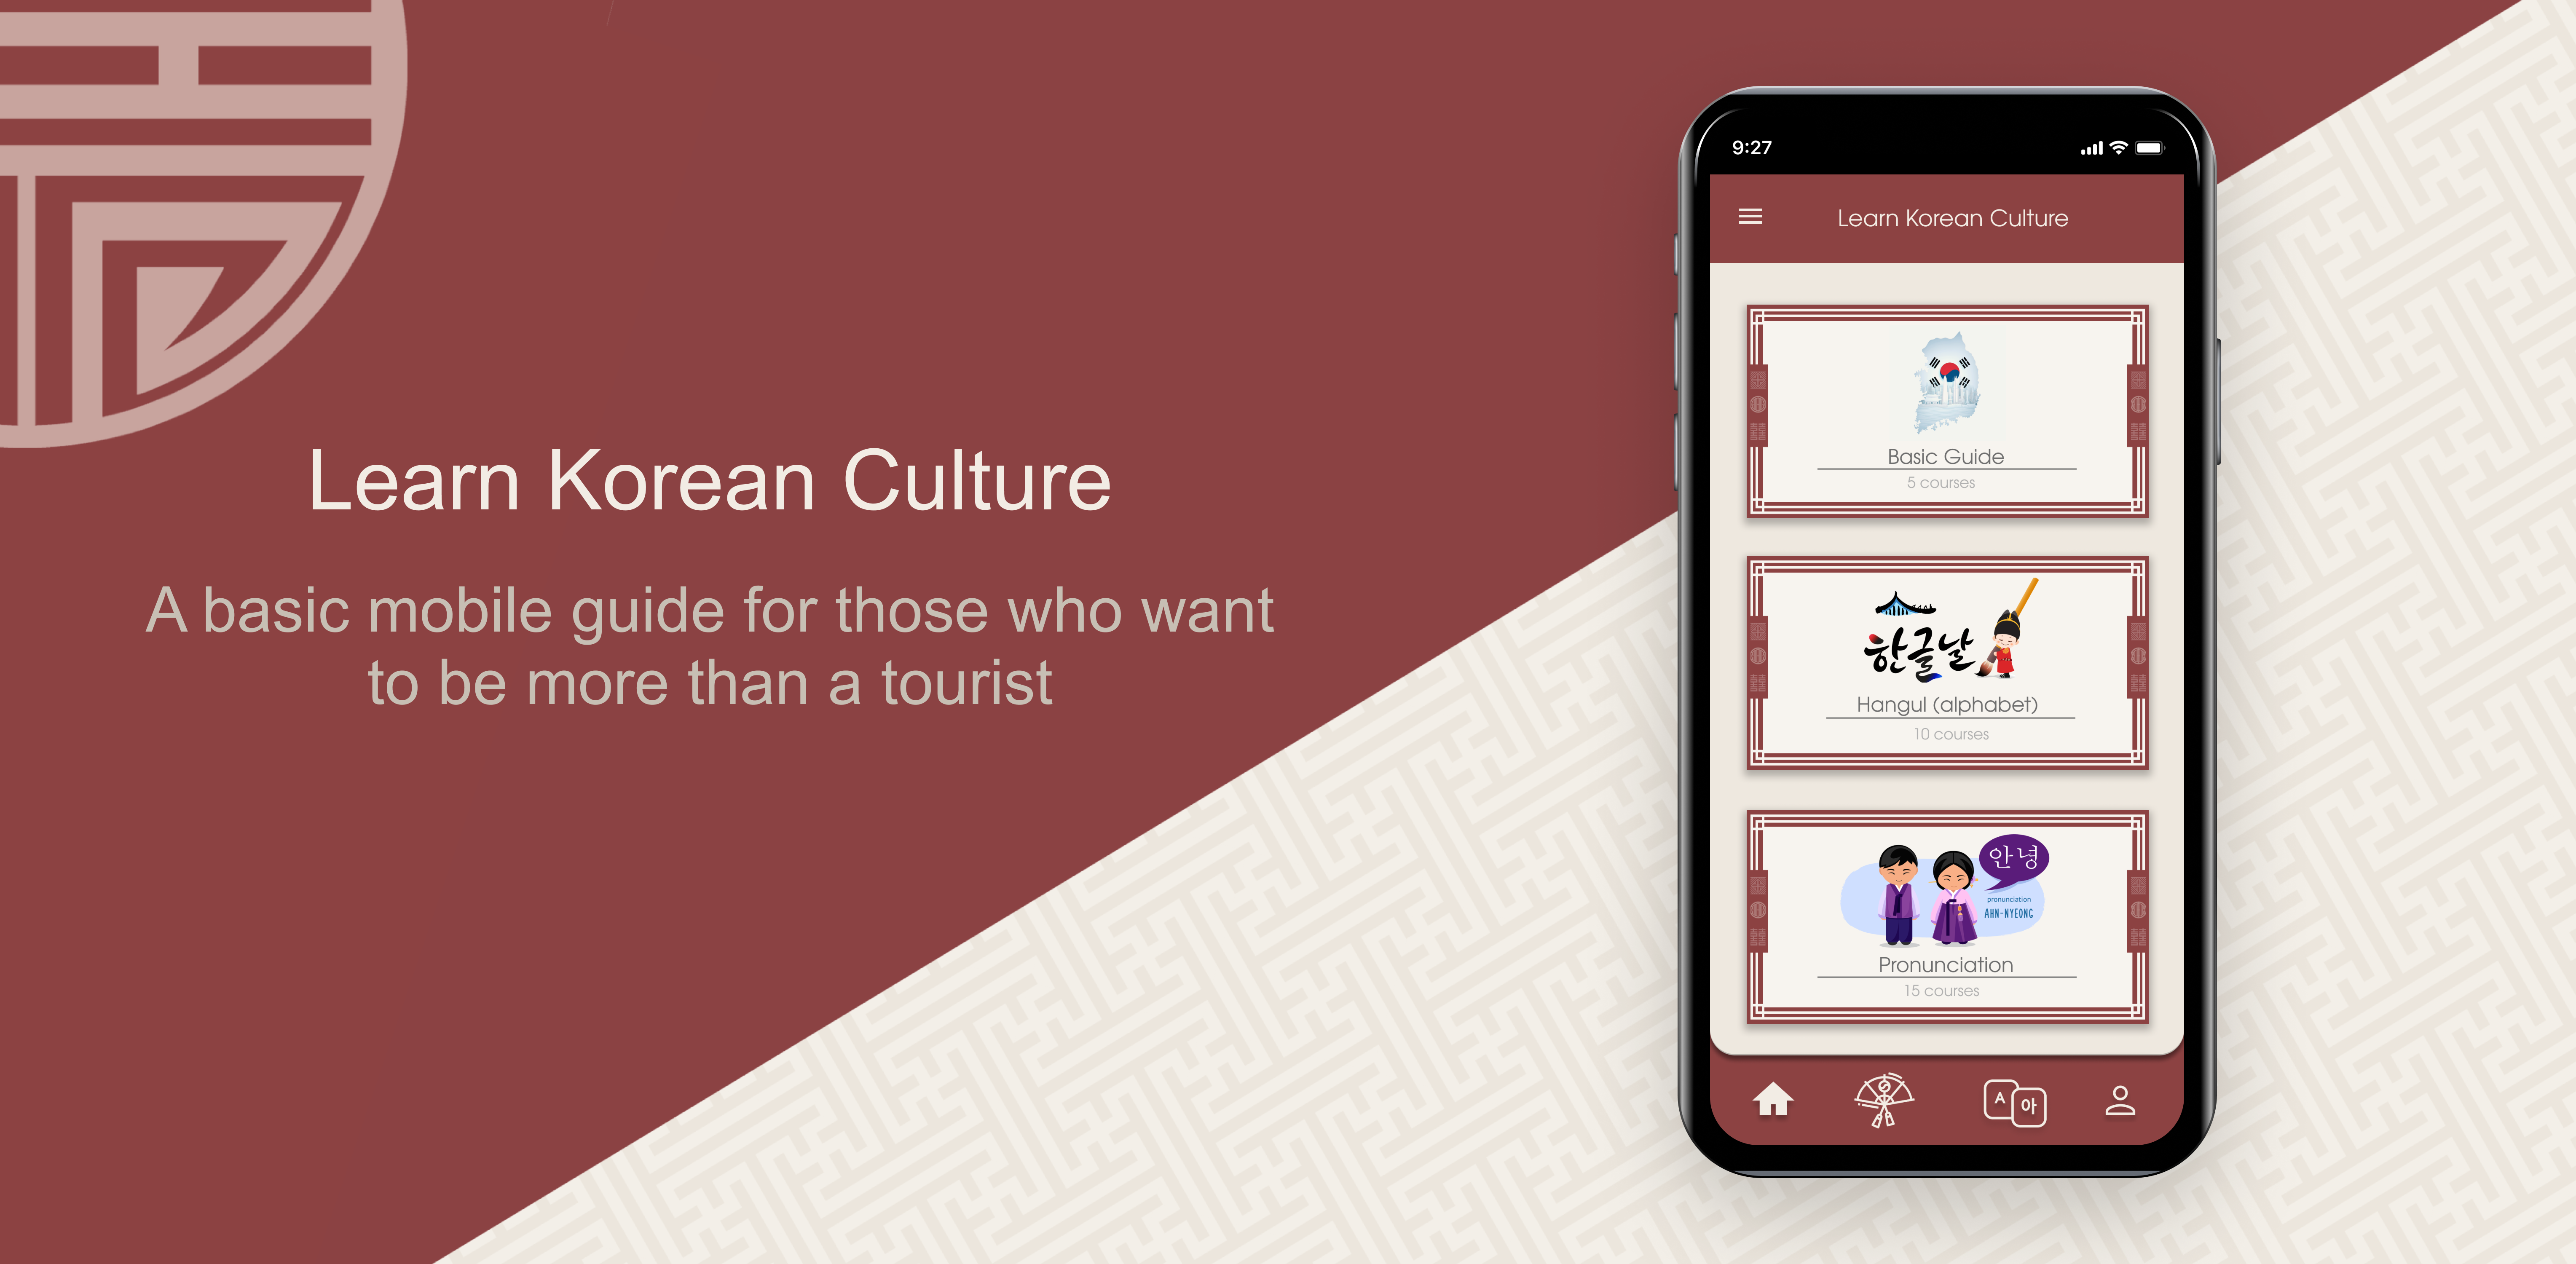 Learn Korean Culture
A basic mobile guide for those who want
to be more than a tourist
9:27
Learn Korean Culture
Basic Guide
5 courses
한글날
Hangul (alphabet)
10 courses
안녕
pronunciation
AHN-NYEONG
Pronunciation
15 courses
A 아